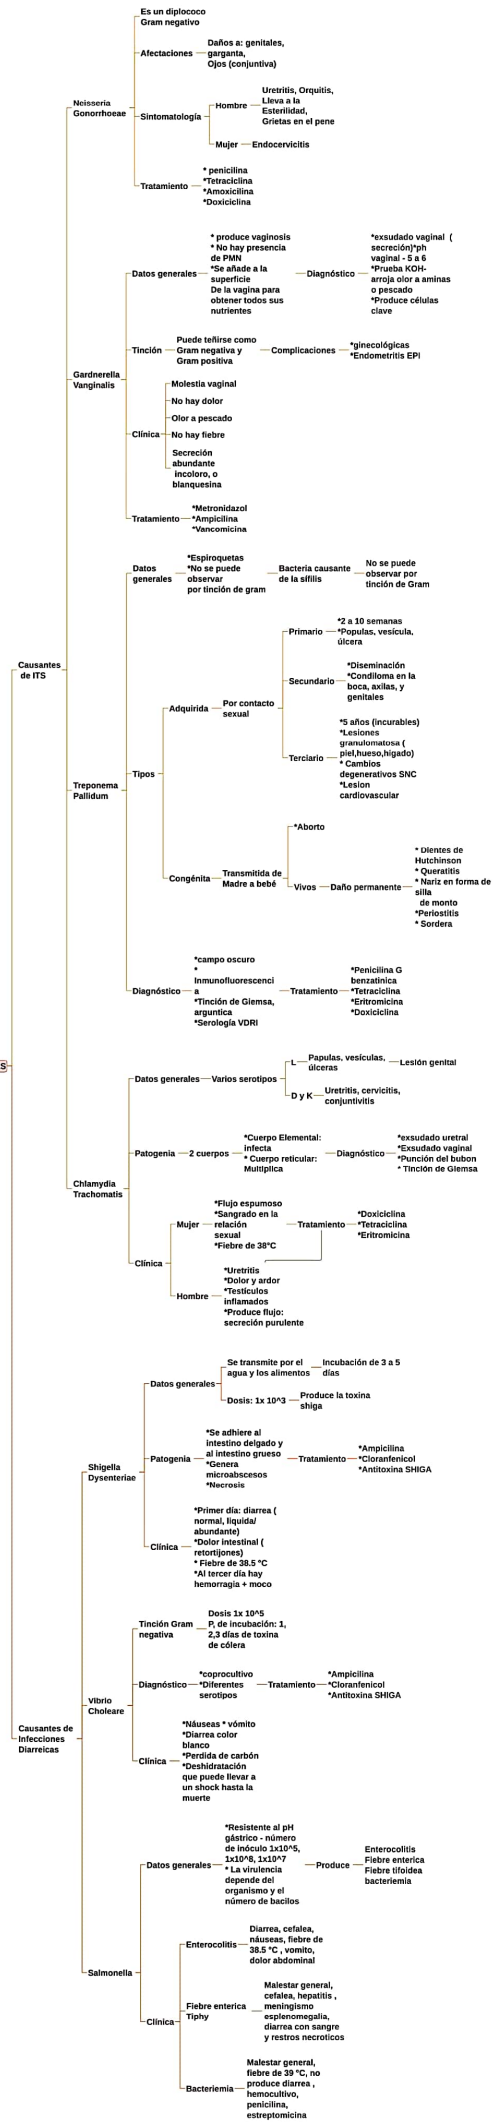 Es un diplococo
Gram negativo
Afectaciones
Daños a: genitales,
garganta,
Ojos (conjuntiva)
Neisseria
Gonorrhoeae
Sintomatología
Hombre
Uretritis, Orquitis,
Lleva a la
Esterilidad,
Grietas en el pene
Mujer
Endocervicitis
Tratamiento
* penicilina
*Tetraciclina
*Amoxicilina
*Doxiciclina
Gardnerella
Vanginalis
Datos generales
* produce vaginosis
* No hay presencia
de PMN
*Se añade a la
superficie
De la vagina para
obtener todos sus
nutrientes
Diagnóstico
*exsudado vaginal (
secreción)*ph
vaginal - 5 a 6
*Prueba KOH-
arroja olor a aminas
o pescado
*Produce células
clave
Tinción
Puede teñirse como
Gram negativa y
Gram positiva
Complicaciones
*ginecológicas
*Endometritis EPI
Clínica
Molestia vaginal
No hay dolor
Olor a pescado
No hay fiebre
Secreción
abundante
incoloro, o
blanquesina
Tratamiento
*Metronidazol
*Ampicilina
*Vancomicina
Causantes
de ITS
Treponema
Pallidum
Datos
generales
*Espiroquetas
*No se puede
observar
por tinción de gram
Bacteria causante
de la sífilis
No se puede
observar por
tinción de Gram
Tipos
Adquirida
Por contacto
sexual
Primario
*2 a 10 semanas
*Populas, vesícula,
úlcera
Secundario
*Diseminación
*Condiloma en la
boca, axilas, y
genitales
Terciario
*5 años (incurables)
*Lesiones
granulomatosa (
piel,hueso,higado)
* Cambios
degenerativos SNC
*Lesion
cardiovascular
Congénita
Transmitida de
Madre a bebé
*Aborto
Vivos
Daño permanente
* Dientes de
Hutchinson
* Queratitis
* Nariz en forma de
silla
de monto
*Periostitis
* Sordera
Diagnóstico
*campo oscuro
*
Inmunofluorescenci
a
*Tinción de Giemsa,
arguntica
*Serología VDRI
Tratamiento
*Penicilina G
benzatinica
*Tetraciclina
*Eritromicina
*Doxiciclina
S
Chlamydia
Trachomatis
Datos generales
Varios serotipos
L
Papulas, vesículas,
úlceras
Lesión genital
D y K
Uretritis, cervicitis,
conjuntivitis
Patogenia
2 cuerpos
*Cuerpo Elemental:
infecta
* Cuerpo reticular:
Multiplica
Diagnóstico
*exsudado uretral
*Exsudado vaginal
*Punción del bubon
* Tinción de Giemsa
Clínica
Mujer
*Flujo espumoso
*Sangrado en la
relación
sexual
*Fiebre de 38°C
Tratamiento
*Doxiciclina
*Tetraciclina
*Eritromicina
Hombre
*Uretritis
*Dolor y ardor
*Testículos
inflamados
*Produce flujo:
secreción purulente
Causantes de
Infecciones
Diarreicas
Shigella
Dysenteriae
Datos generales
Se transmite por el
agua y los alimentos
Incubación de 3 a 5
días
Dosis: 1x 10^3
Produce la toxina
shiga
Patogenia
*Se adhiere al
intestino delgado y
al intestino grueso
*Genera
microabscesos
*Necrosis
Tratamiento
*Ampicilina
*Cloranfenicol
*Antitoxina SHIGA
Clínica
*Primer día: diarrea (
normal, líquida/
abundante)
*Dolor intestinal (
retortijones)
* Fiebre de 38.5 °C
*Al tercer día hay
hemorragia + moco
Vibrio
Choleare
Tinción Gram
negativa
Dosis 1x 10^5
P, de incubación: 1,
2,3 días de toxina
de cólera
Diagnóstico
*coprocultivo
*Diferentes
serotipos
Tratamiento
*Ampicilina
*Cloranfenicol
*Antitoxina SHIGA
Clínica
*Náuseas * vómito
*Diarrea color
blanco
*Perdida de carbón
*Deshidratación
que puede llevar a
un shock hasta la
muerte
Salmonella
Datos generales
*Resistente al pH
gástrico - número
de inóculo 1x10^5,
1x10^8, 1x10^7
* La virulencia
depende del
organismo y el
número de bacilos
Produce
Enterocolitis
Fiebre enterica
Fiebre tifoidea
bacteriemia
Clínica
Enterocolitis
Diarrea, cefalea,
náuseas, fiebre de
38.5 °C , vomito,
dolor abdominal
Fiebre enterica
Tiphy
Malestar general,
cefalea, hepatitis ,
meningismo
esplenomegalia,
diarrea con sangre
y restros necroticos
Bacteriemia
Malestar general,
fiebre de 39 °C, no
produce diarrea ,
hemocultivo,
penicilina,
estreptomicina